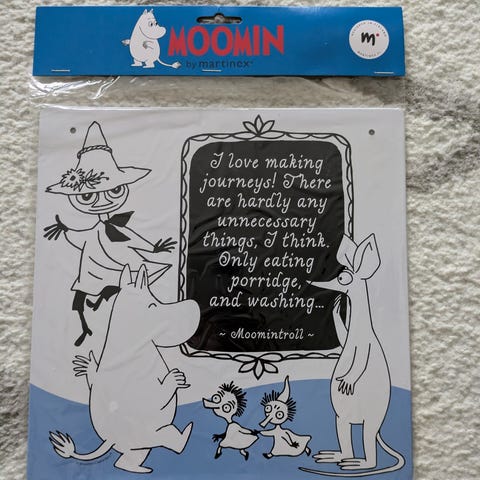 MOOMIN
by martinex
m
I love making
journeys! There
are hardly any
unnecessary
things, I think.
Only eating
porridge,
and washing...
~ Moomintroll ~